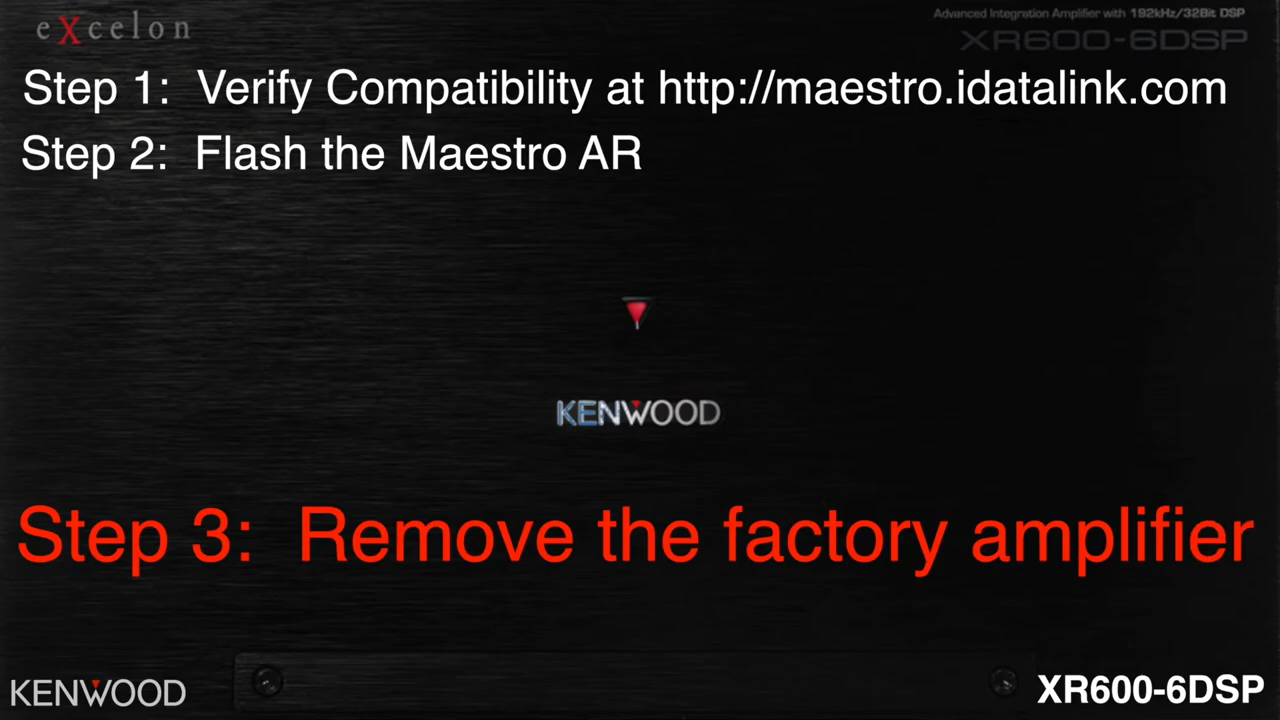 excelon
Advanced Integration Amplifier with 192kHz/32Bit DSP
XR600-6DSP
Step 1: Verify Compatibility at http://maestro.idatalink.com
Step 2: Flash the Maestro AR
KENWOOD
Step 3: Remove the factory amplifier
KENWOOD
XR600-6DSP